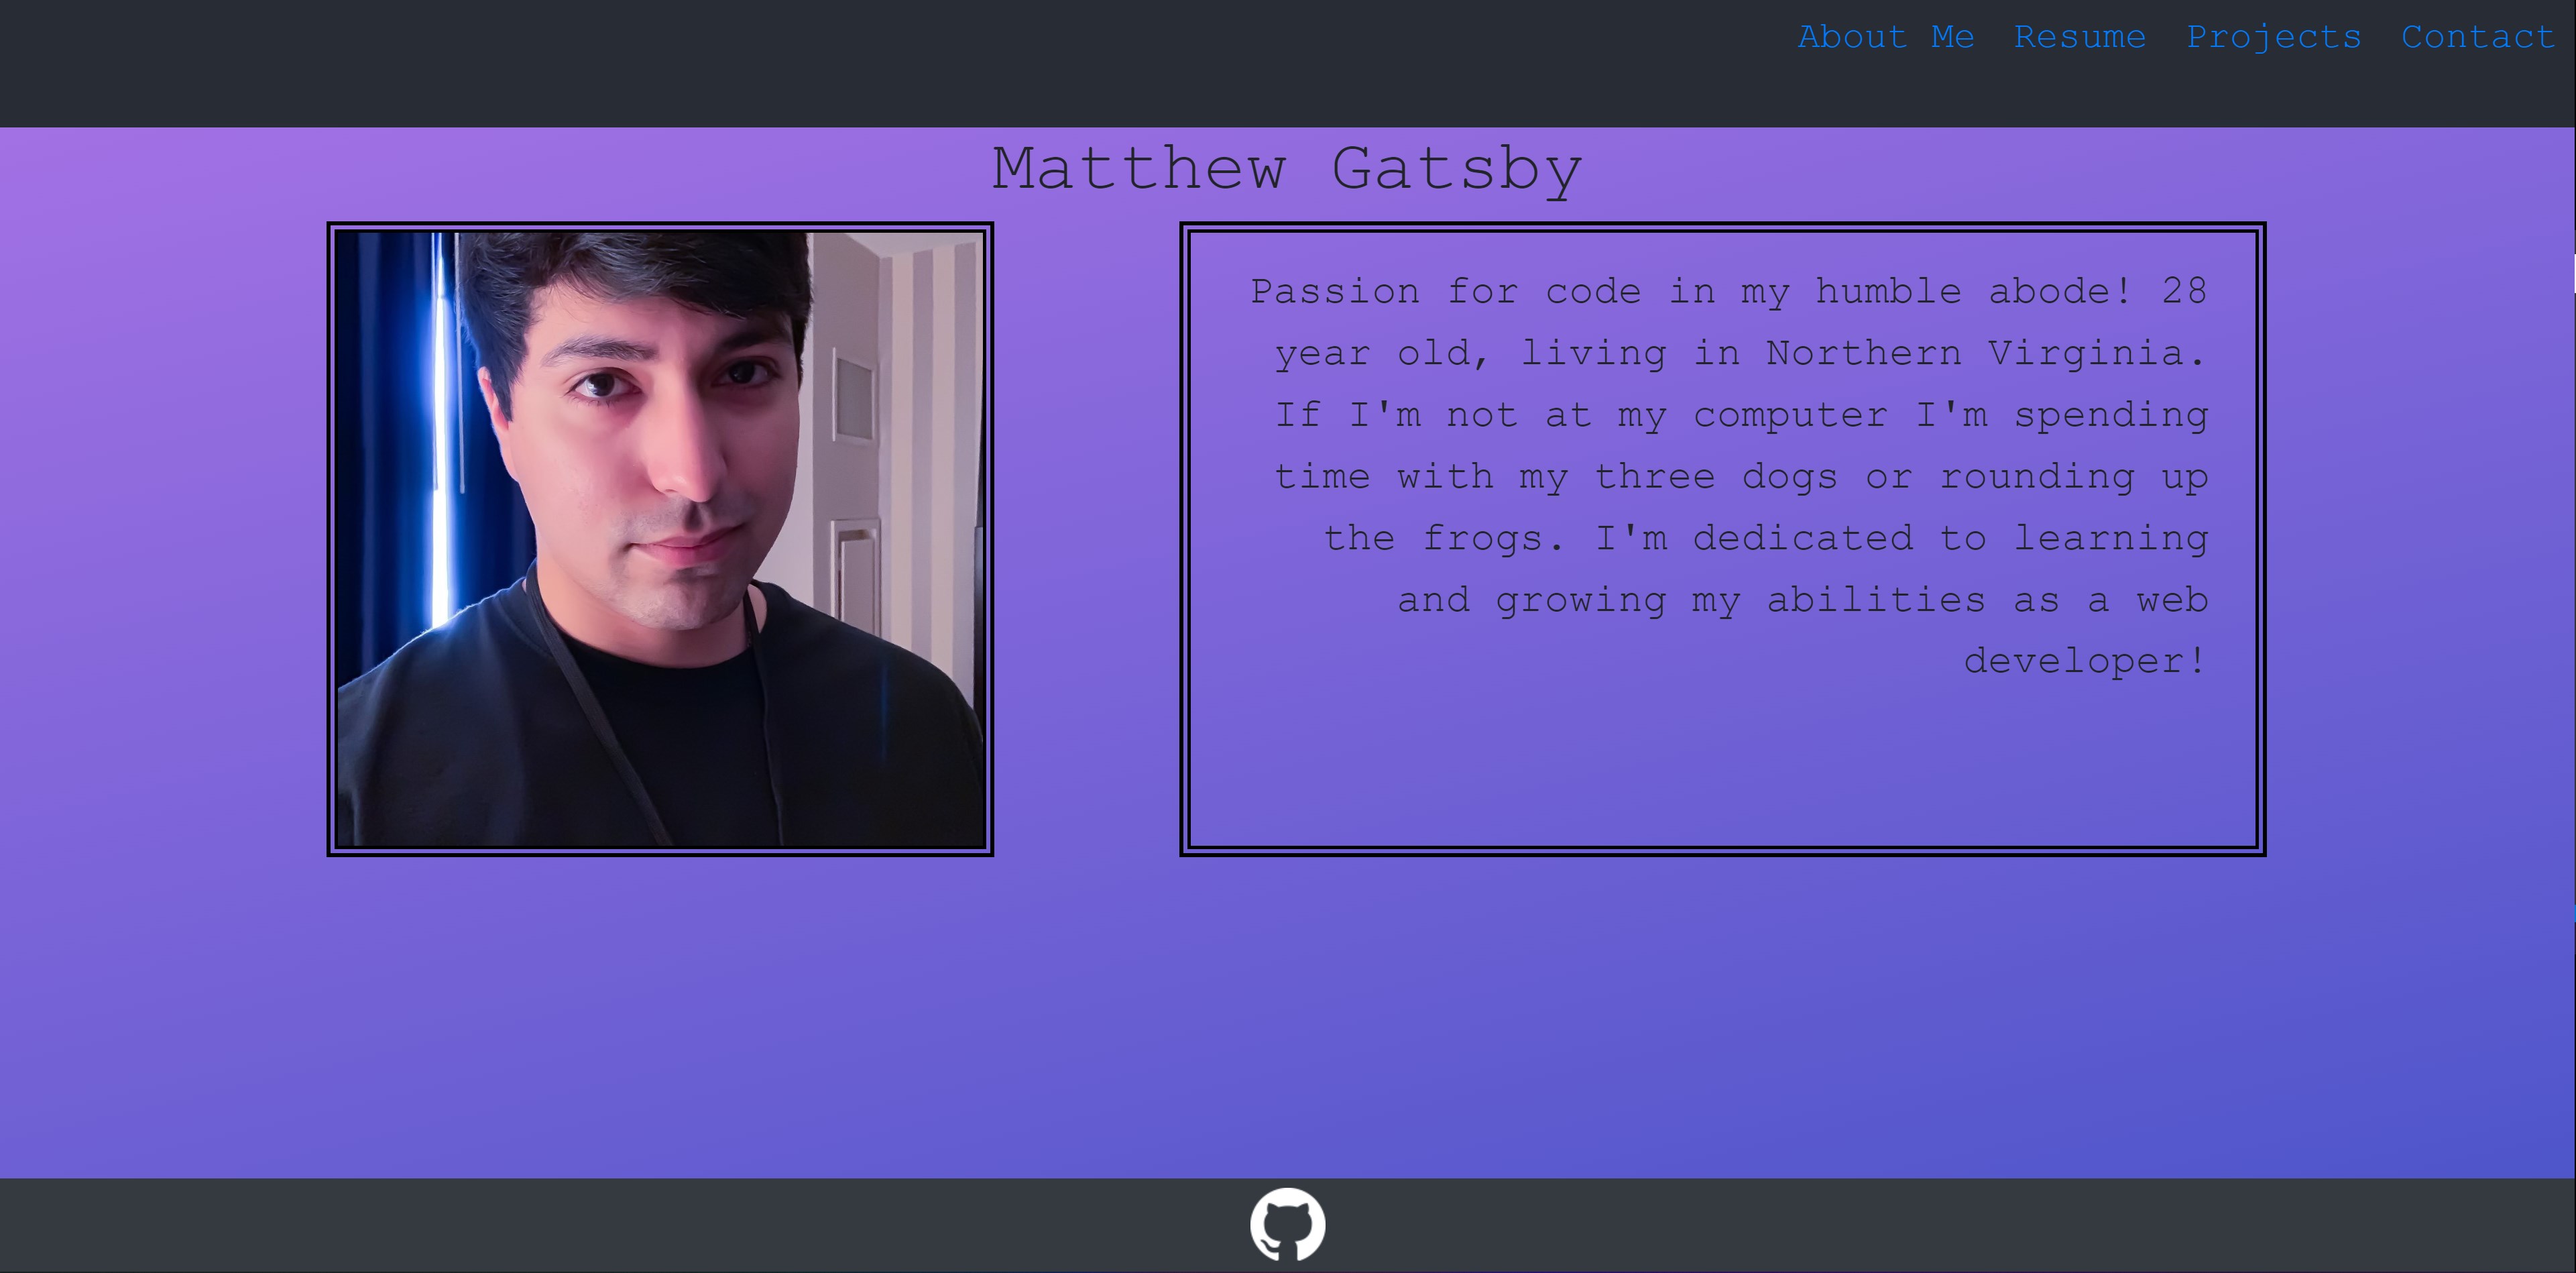 About Me Resume Projects Contact
Matthew Gatsby
Passion for code in my humble abode! 28
year old, living in Northern Virginia.
If I'm not at my computer I'm spending
time with my three dogs or rounding up
the frogs. I'm dedicated to learning
and growing my abilities as a web
developer!